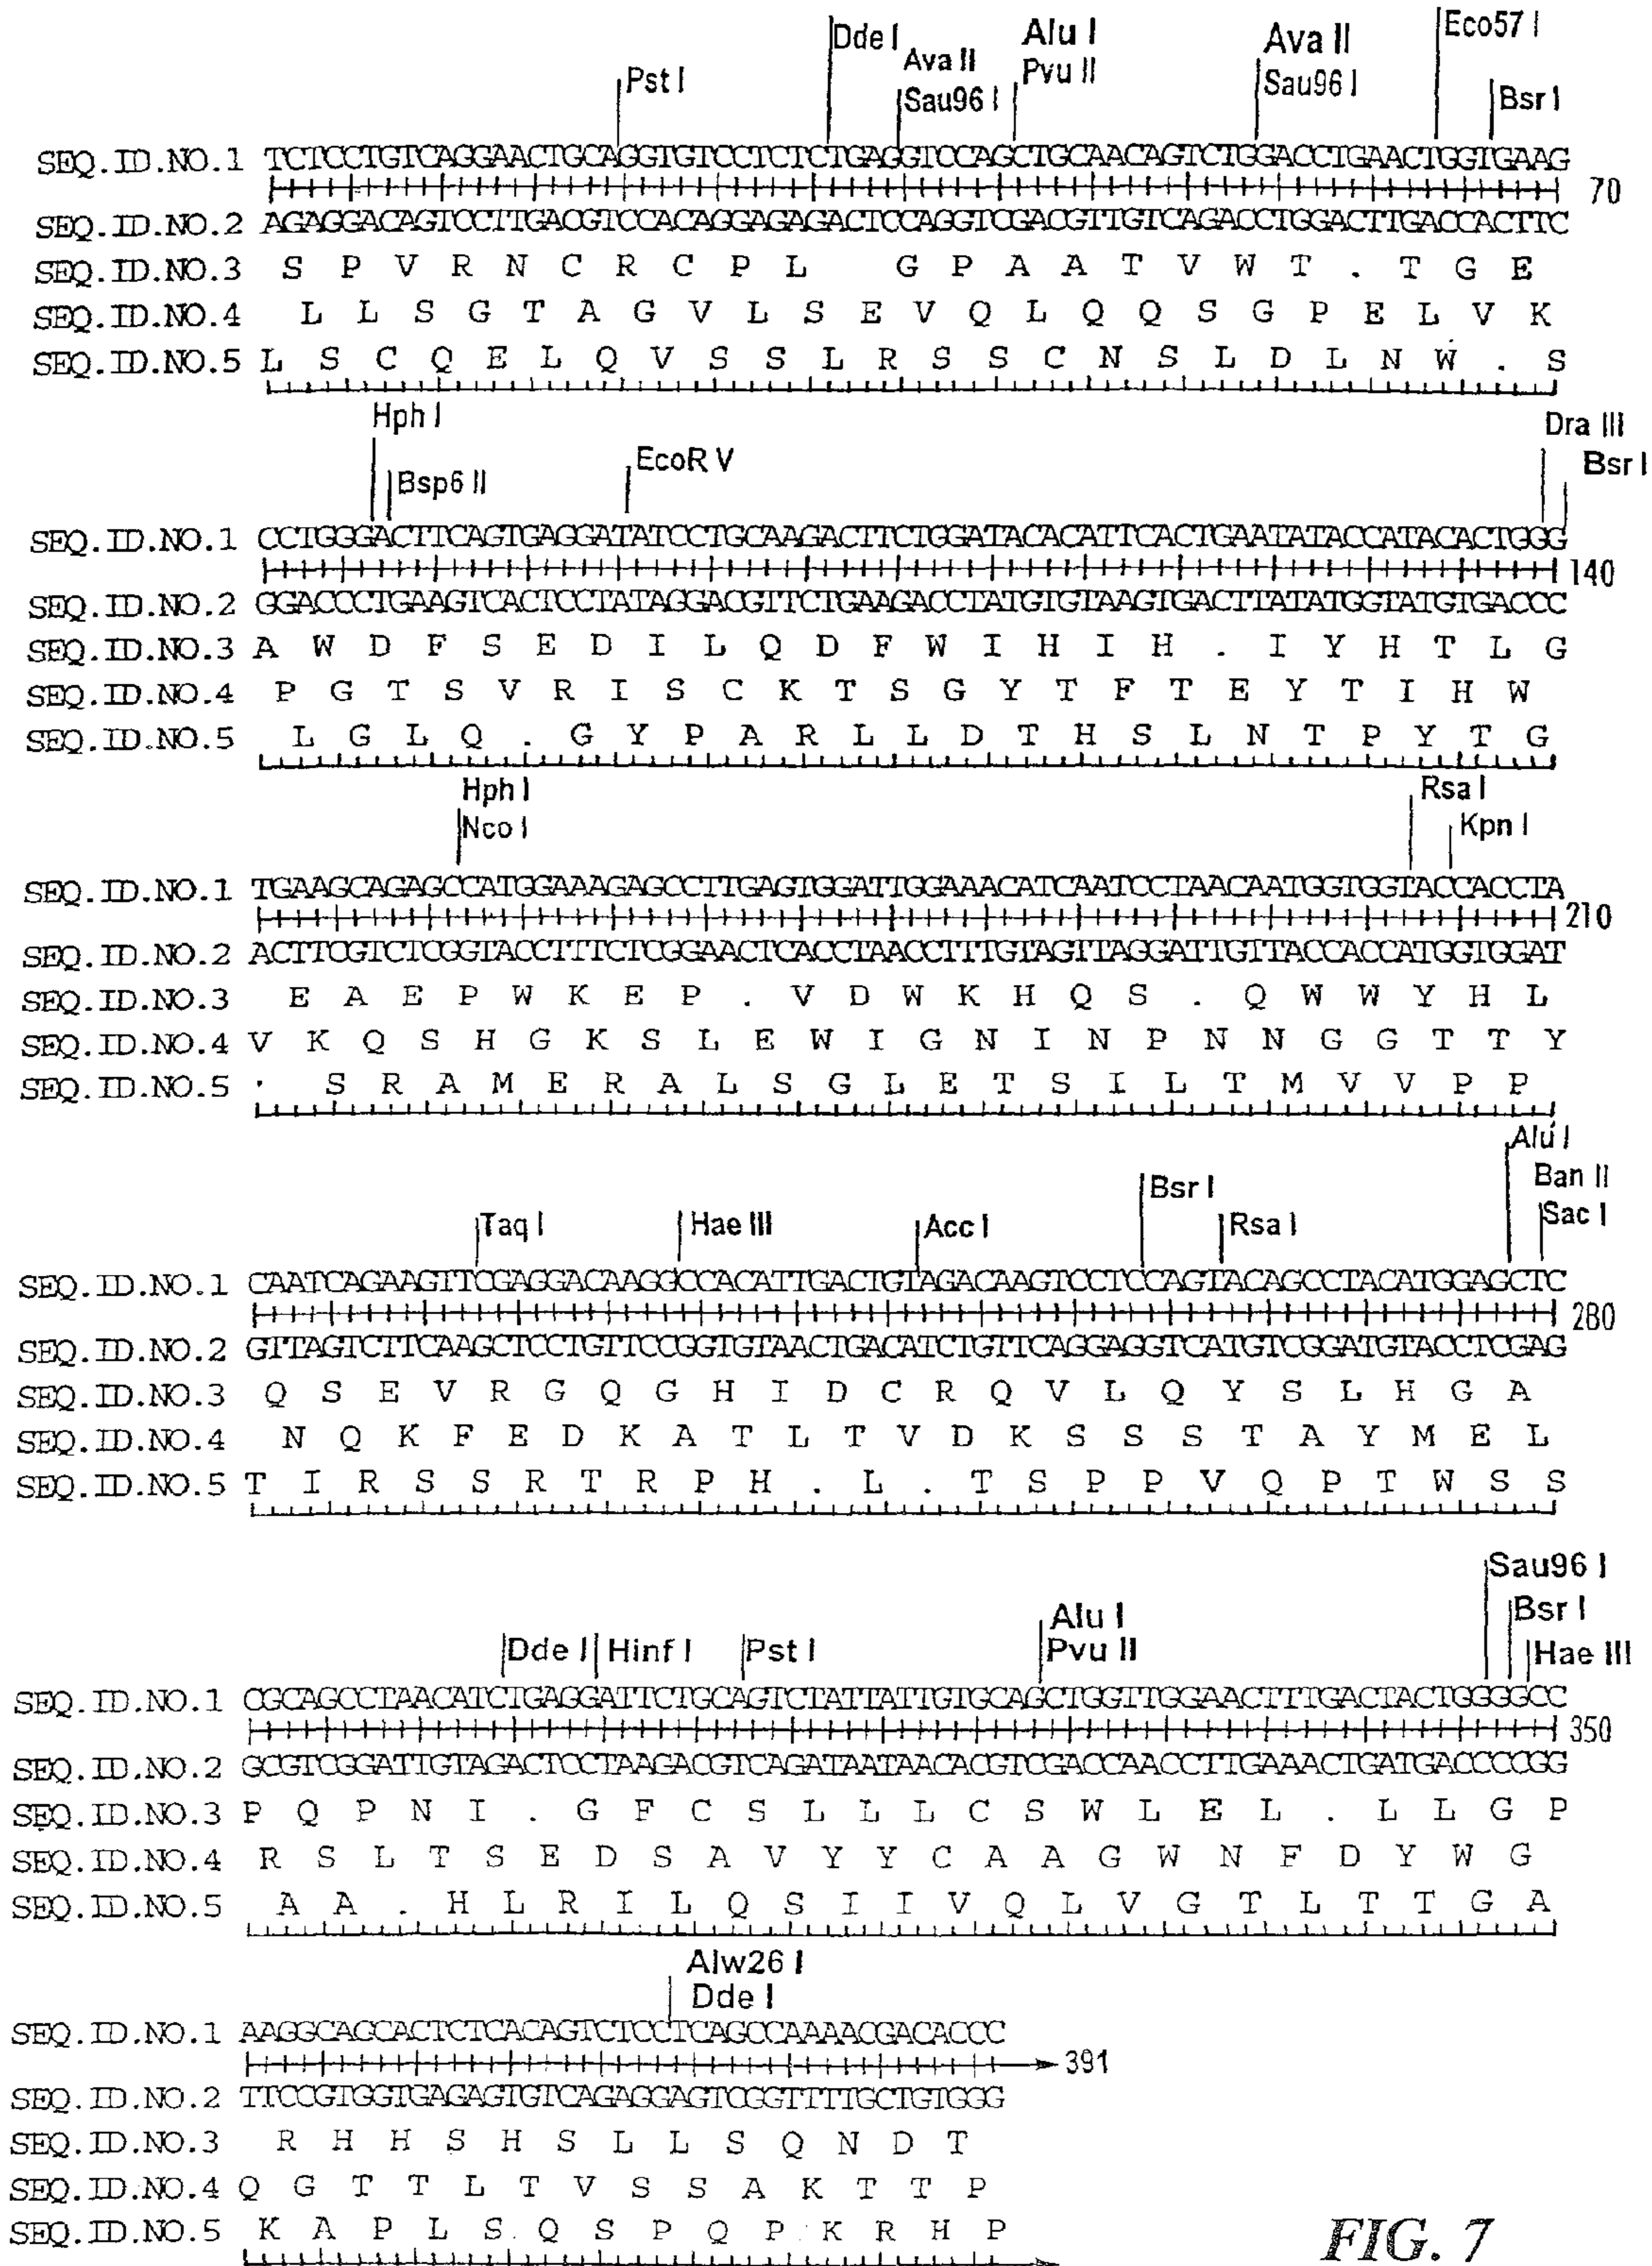 Dde I Alu I Ava II Eco57 I
Pst I Ava II Pvu II Sau96 I Bsr I
Sau96 I
SEQ.ID.NO.1 TCTCCTGTCAGGAACTGCAGGTGTCCTCTCTGAGGTCCAGCTGCAACAGTCTGGACCTGAACTGGTGAAG
70
SEQ.ID.NO.2 AGAGGACAGTCCTTGACGTCCACAGGAGAGACTCCAGGTCGACGTTGTCAGACCTGGACTTGACCACTTC
SEQ.ID.NO.3 S P V R N C R C P L G P A A T V W T . T G E
SEQ.ID.NO.4 L L S G T A G V L S E V Q L Q Q S G P E L V K
SEQ.ID.NO.5 L S C Q E L Q V S S L R S S C N S L D L N W . S
Hph I Dra III
Bsp6 II EcoR V Bsr I
SEQ.ID.NO.1 CCTGGGACTTCAGTGAGGATATCCTGCAAGACTTCTGGATACACATTCACTGAATATACCATACACTGGG
140
SEQ.ID.NO.2 GGACCCTGAAGTCACTCCTATAGGACGTTCTGAAGACCTATGTGTAAGTGACTTATATGGTATGTGACCC
SEQ.ID.NO.3 A W D F S E D I L Q D F W I H I H . I Y H T L G
SEQ.ID.NO.4 P G T S V R I S C K T S G Y T F T E Y T I H W
SEQ.ID.NO.5 L G L Q . G Y P A R L L D T H S L N T P Y T G
Hph I Rsa I
Nco I Kpn I
SEQ.ID.NO.1 TGAAGCAGAGCCATGGAAAGAGCCTTGAGTGGATTGGAAACATCAATCCTAACAATGGTGGTACCACCTA
210
SEQ.ID.NO.2 ACTTCGTCTCGGTACCTTTCTCGGAACTCACCTAACCTTTGTAGTTAGGATTGTTACCACCATGGTGGAT
SEQ.ID.NO.3 E A E P W K E P . V D W K H Q S . Q W W Y H L
SEQ.ID.NO.4 V K Q S H G K S L E W I G N I N P N N G G T T Y
SEQ.ID.NO.5 . S R A M E R A L S G L E T S I L T M V V P P
Alu I
Bsr I Ban II
Taq I Hae III Acc I Rsa I Sac I
SEQ.ID.NO.1 CAATCAGAAGTTCGAGGACAAGGCCACATTGACTGTAGACAAGTCCTCCAGTACAGCCTACATGGAGCTC
280
SEQ.ID.NO.2 GTTAGTCTTCAAGCTCCTGTTCCGGTGTAACTGACATCTGTTCAGGAGGTCATGTCGGATGTACCTCGAG
SEQ.ID.NO.3 Q S E V R G Q G H I D C R Q V L Q Y S L H G A
SEQ.ID.NO.4 N Q K F E D K A T L T V D K S S S T A Y M E L
SEQ.ID.NO.5 T I R S S R T R P H . L . T S P P V Q P T W S S
Sau96 I
Alu I Bsr I
Dde I Hinf I Pst I Pvu II Hae III
SEQ.ID.NO.1 CGCAGCCTAACATCTGAGGATTCTGCAGTCTATTATTGTGCAGCTGGTTGGAACTTTGACTACTGGGGCC
350
SEQ.ID.NO.2 GCGTCGGATTGTAGACTCCTAAGACGTCAGATAATAACACGTCGACCAACCTTGAAACTGATGACCCCGG
SEQ.ID.NO.3 P Q P N I . G F C S L L L C S W L E L . L L G P
SEQ.ID.NO.4 R S L T S E D S A V Y Y C A A G W N F D Y W G
SEQ.ID.NO.5 A A . H L R I L Q S I I V Q L V G T L T T G A
Alw26 I
Dde I
SEQ.ID.NO.1 AAGGCACCACTCTCACAGTCTCCTCAGCCAAAACGACACCC
391
SEQ.ID.NO.2 TTCCGTGGTGAGAGTGTCAGAGGAGTCGGTTTTGCTGTGGG
SEQ.ID.NO.3 R H H S H S L L S Q N D T
SEQ.ID.NO.4 Q G T T L T V S S A K T T P
SEQ.ID.NO.5 K A P L S Q S P Q P K R H P
FIG. 7